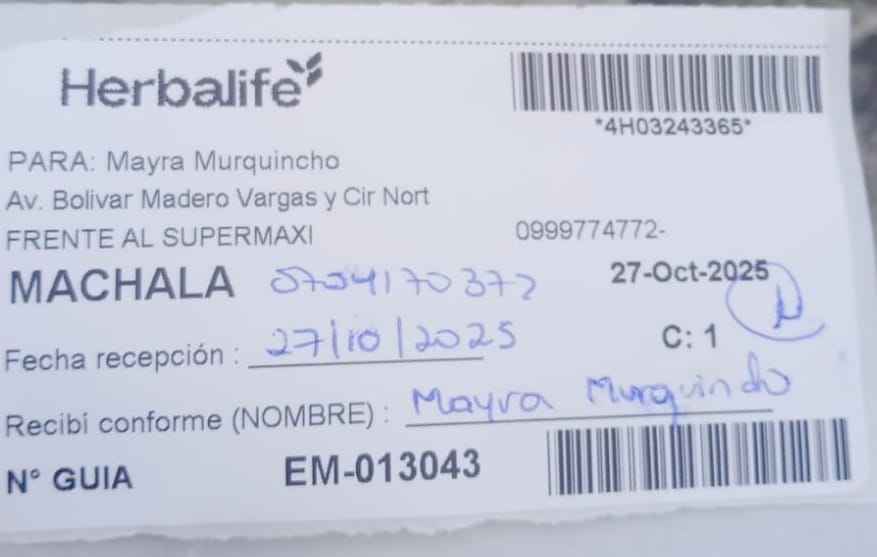 Herbalife
*4H03243365*
PARA: Mayra Murquincho
Av. Bolivar Madero Vargas y Cir Nort
FRENTE AL SUPERMAXI 0999774772-
MACHALA 0704170372 27-Oct-2025
Fecha recepción : 27/10/2025 C: 1
Recibí conforme (NOMBRE) : Mayra Murquincho
N° GUIA EM-013043